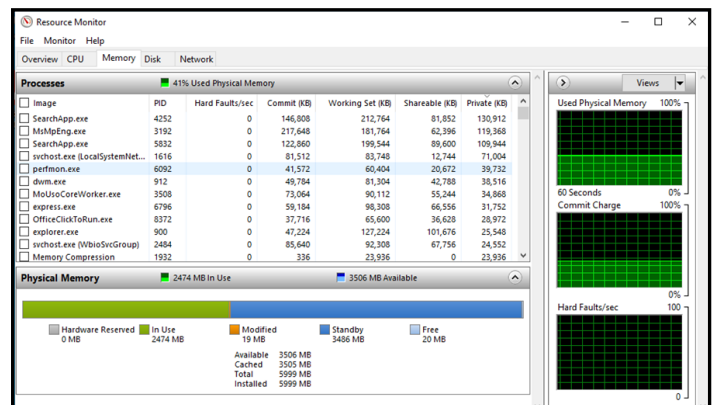 Resource Monitor
File Monitor Help
Overview CPU Memory Disk Network
Processes 41% Used Physical Memory
Image PID Hard Faults/sec Commit (KB) Working Set (KB) Shareable (KB) Private (KB)
SearchApp.exe 4252 0 146,808 212,764 81,852 130,912
MsMpEng.exe 3192 0 217,648 181,764 62,396 119,368
SearchApp.exe 5832 0 122,860 199,544 89,600 109,944
svchost.exe (LocalSystemNet... 1616 0 81,512 83,748 12,744 71,004
perfmon.exe 6092 0 41,572 60,404 20,672 39,732
dwm.exe 912 0 49,784 81,304 42,788 38,516
MoUsoCoreWorker.exe 3508 0 73,064 90,112 55,244 34,868
express.exe 6796 0 59,184 98,308 66,556 31,752
OfficeClickToRun.exe 8372 0 37,716 65,600 36,628 28,972
explorer.exe 900 0 47,224 127,224 101,676 25,548
svchost.exe (WbioSvcGroup) 2484 0 85,640 92,308 67,756 24,552
Memory Compression 1932 0 336 23,936 0 23,936
Physical Memory 2474 MB In Use 3506 MB Available
Hardware Reserved In Use Modified Standby Free
0 MB 2474 MB 19 MB 3486 MB 20 MB
Available 3506 MB
Cached 3505 MB
Total 5999 MB
Installed 5999 MB
Views
Used Physical Memory 100%
60 Seconds 0%
Commit Charge 100%
0%
Hard Faults/sec 100
0